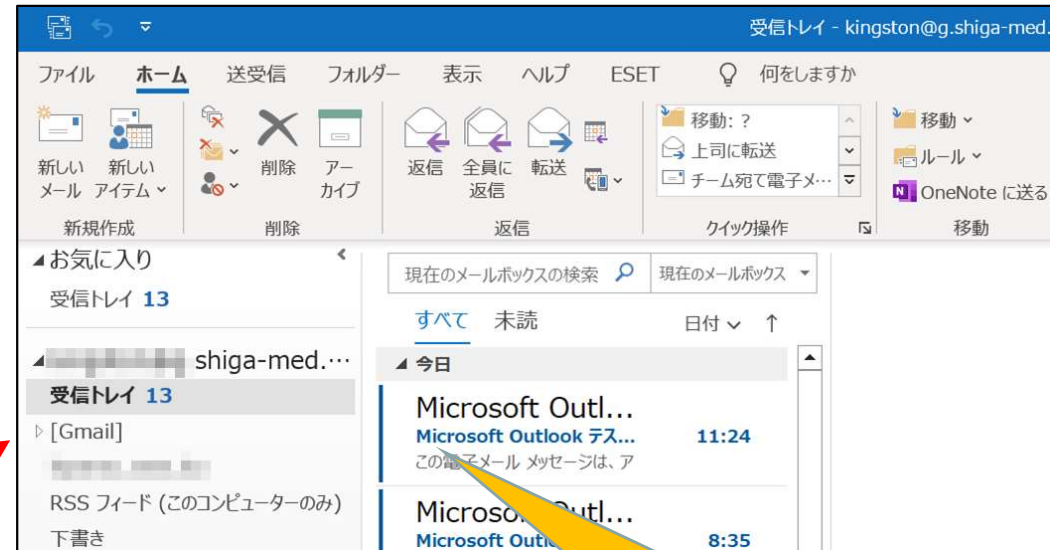 受信トレイ - kingston@g.shiga-med.
ファイル ホーム 送受信 フォルダー 表示 ヘルプ ESET 何をしますか
新しい メール
新しい アイテム
削除
アー カイブ
返信
全員に 返信
転送
移動: ?
上司に転送
チーム宛て電子メ…
移動
ルール
OneNote に送る
新規作成 削除 返信 クイック操作 移動
お気に入り
受信トレイ 13
shiga-med.…
受信トレイ 13
[Gmail]
RSS フィード (このコンピューターのみ)
下書き
現在のメールボックスの検索 現在のメールボックス
すべて 未読 日付 ↑
今日
Microsoft Outl...
Microsoft Outlook テス... 11:24
この電子メール メッセージは、ア
Microso Outl...
Microsoft Outl 8:35